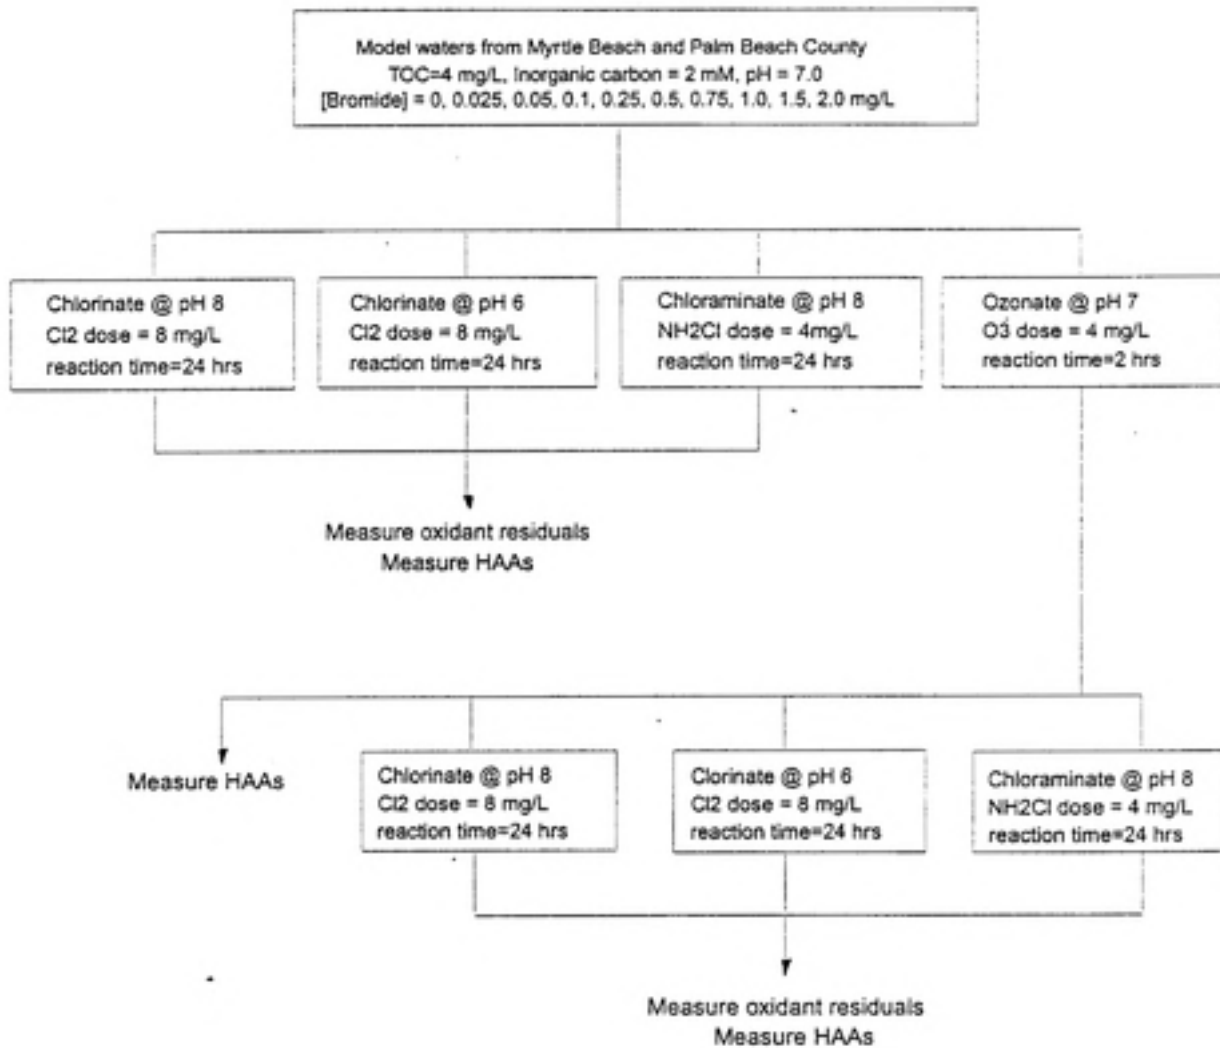 Model waters from Myrtle Beach and Palm Beach County
TOC=4 mg/L, Inorganic carbon = 2 mM, pH = 7.0
[Bromide] = 0, 0.025, 0.05, 0.1, 0.25, 0.5, 0.75, 1.0, 1.5, 2.0 mg/L
Chlorinate @ pH 8
Cl2 dose = 8 mg/L
reaction time=24 hrs
Chlorinate @ pH 6
Cl2 dose = 8 mg/L
reaction time=24 hrs
Chloraminate @ pH 8
NH2Cl dose = 4mg/L
reaction time=24 hrs
Ozonate @ pH 7
O3 dose = 4 mg/L
reaction time=2 hrs
Measure oxidant residuals
Measure HAAs
Measure HAAs
Chlorinate @ pH 8
Cl2 dose = 8 mg/L
reaction time=24 hrs
Clorinate @ pH 6
Cl2 dose = 8 mg/L
reaction time=24 hrs
Chloraminate @ pH 8
NH2Cl dose = 4 mg/L
reaction time=24 hrs
Measure oxidant residuals
Measure HAAs